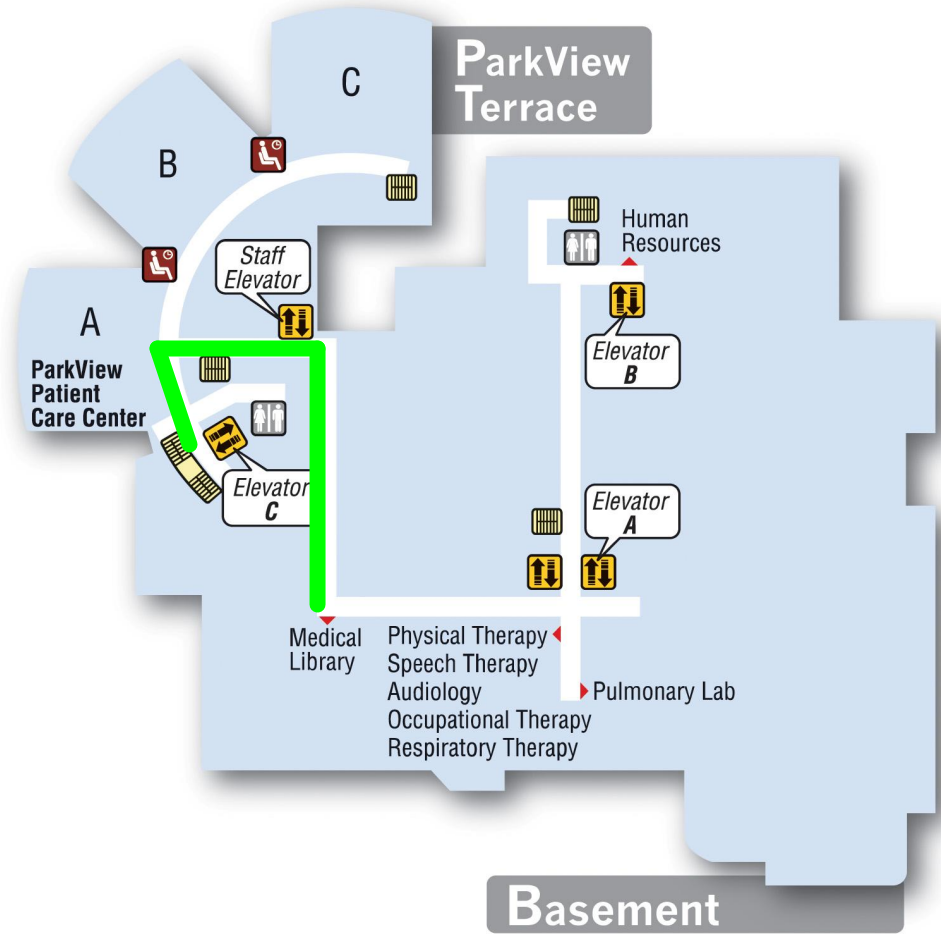 ParkView
Terrace
C
B
A
ParkView
Patient
Care Center
Staff
Elevator
Human
Resources
Elevator
B
Elevator
C
Elevator
A
Medical
Library
Physical Therapy
Speech Therapy
Audiology
Occupational Therapy
Respiratory Therapy
Pulmonary Lab
Basement